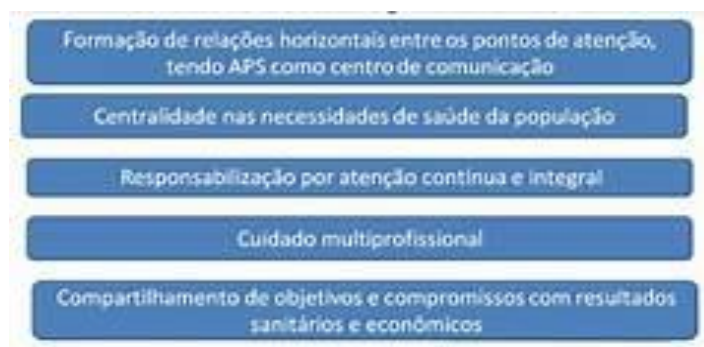 Formação de relações horizontais entre os pontos de atenção,
tendo APS como centro de comunicação
Centralidade nas necessidades de saúde da população
Responsabilização por atenção contínua e integral
Cuidado multiprofissional
Compartilhamento de objetivos e compromissos com resultados
sanitários e econômicos